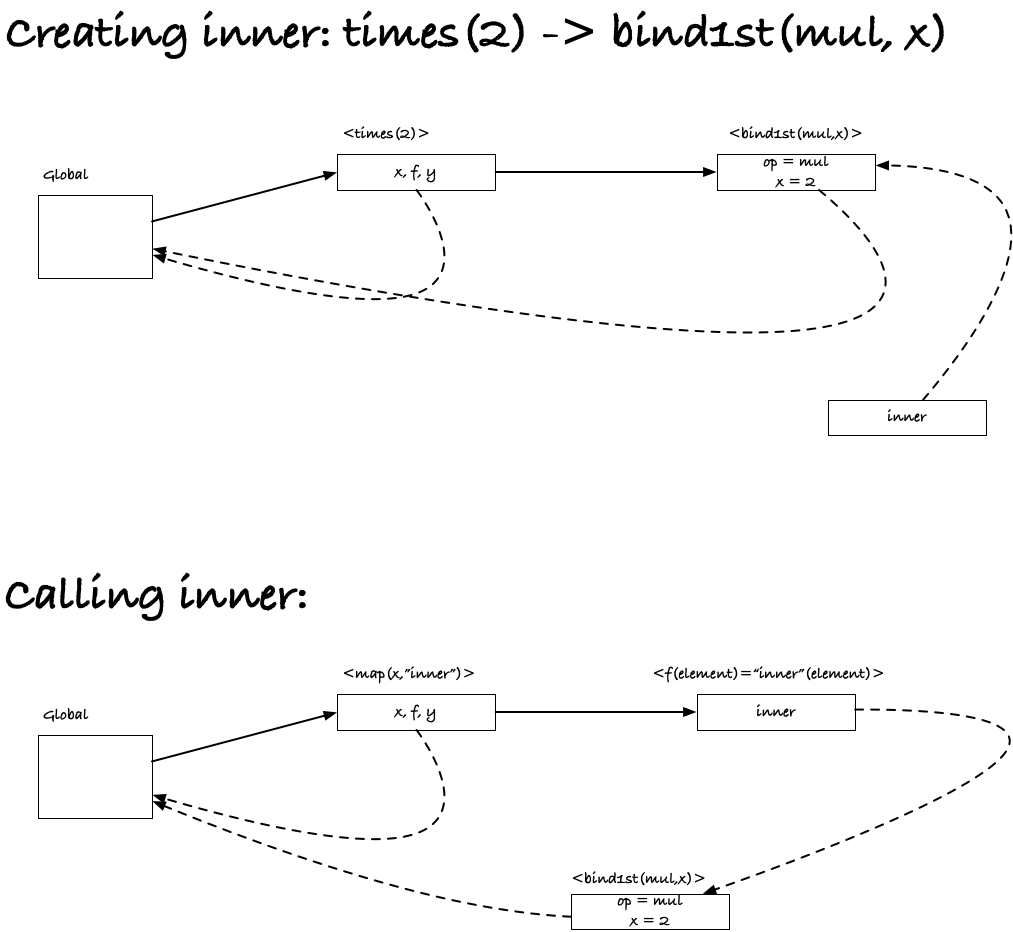 Creating inner: times(2) -> bind1st(mul, x)
<times(2)>
<bind1st(mul,x)>
Global
x, f, y
op = mul
x = 2
inner
Calling inner:
<map(x,"inner")>
<f(element)="inner"(element)>
Global
x, f, y
inner
<bind1st(mul,x)>
op = mul
x = 2